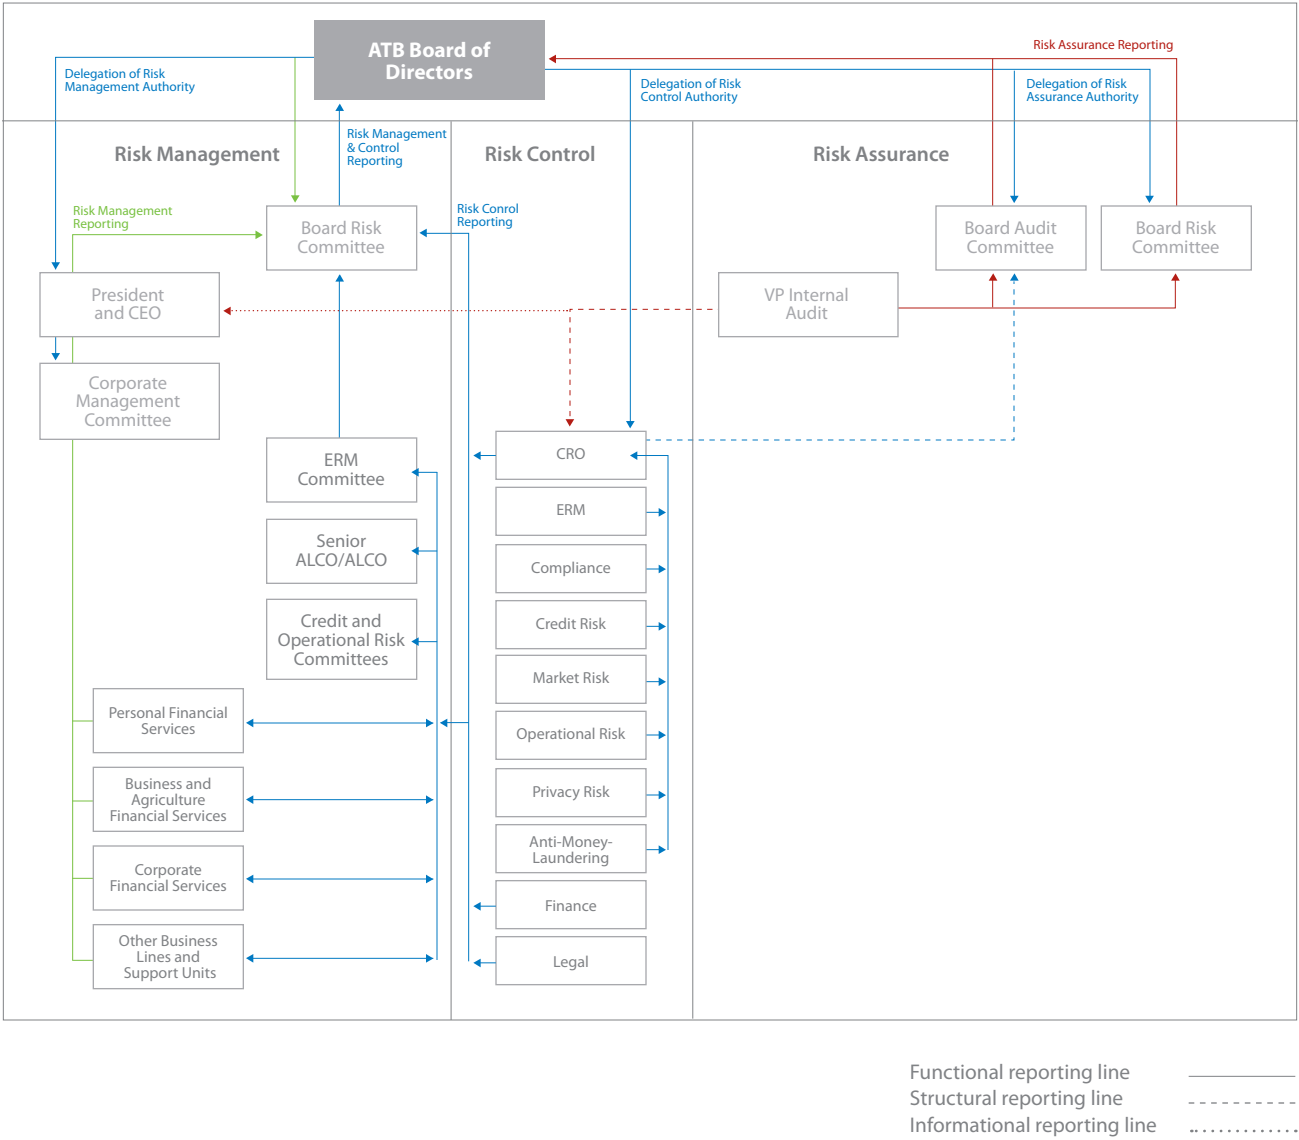 ATB Board of
Directors
Risk Assurance Reporting
Delegation of Risk
Management Authority
Delegation of Risk
Control Authority
Delegation of Risk
Assurance Authority
Risk Management
& Control
Reporting
Risk Management
Risk Control
Risk Assurance
Risk Management
Reporting
Risk Conrol
Reporting
Board Risk
Committee
Board Audit
Committee
Board Risk
Committee
President
and CEO
VP Internal
Audit
Corporate
Management
Committee
ERM
Committee
Senior
ALCO/ALCO
Credit and
Operational Risk
Committees
CRO
ERM
Compliance
Credit Risk
Market Risk
Operational Risk
Privacy Risk
Anti-Money-
Laundering
Finance
Legal
Personal Financial
Services
Business and
Agriculture
Financial Services
Corporate
Financial Services
Other Business
Lines and
Support Units
Functional reporting line
Structural reporting line
Informational reporting line